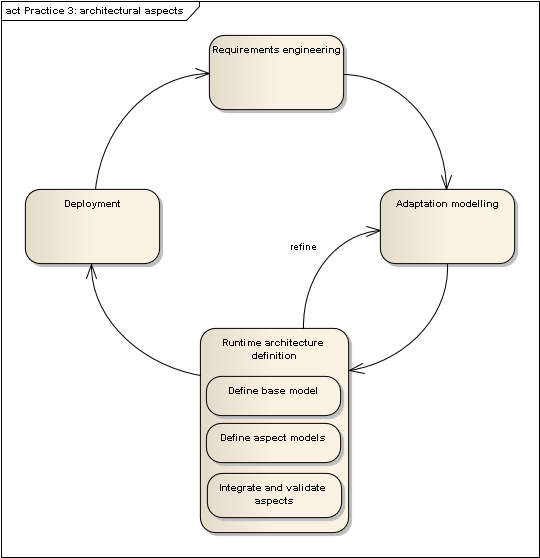 act Practice 3: architectural aspects
Requirements engineering
Deployment
Adaptation modelling
refine
Runtime architecture
definition
Define base model
Define aspect models
Integrate and validate
aspects